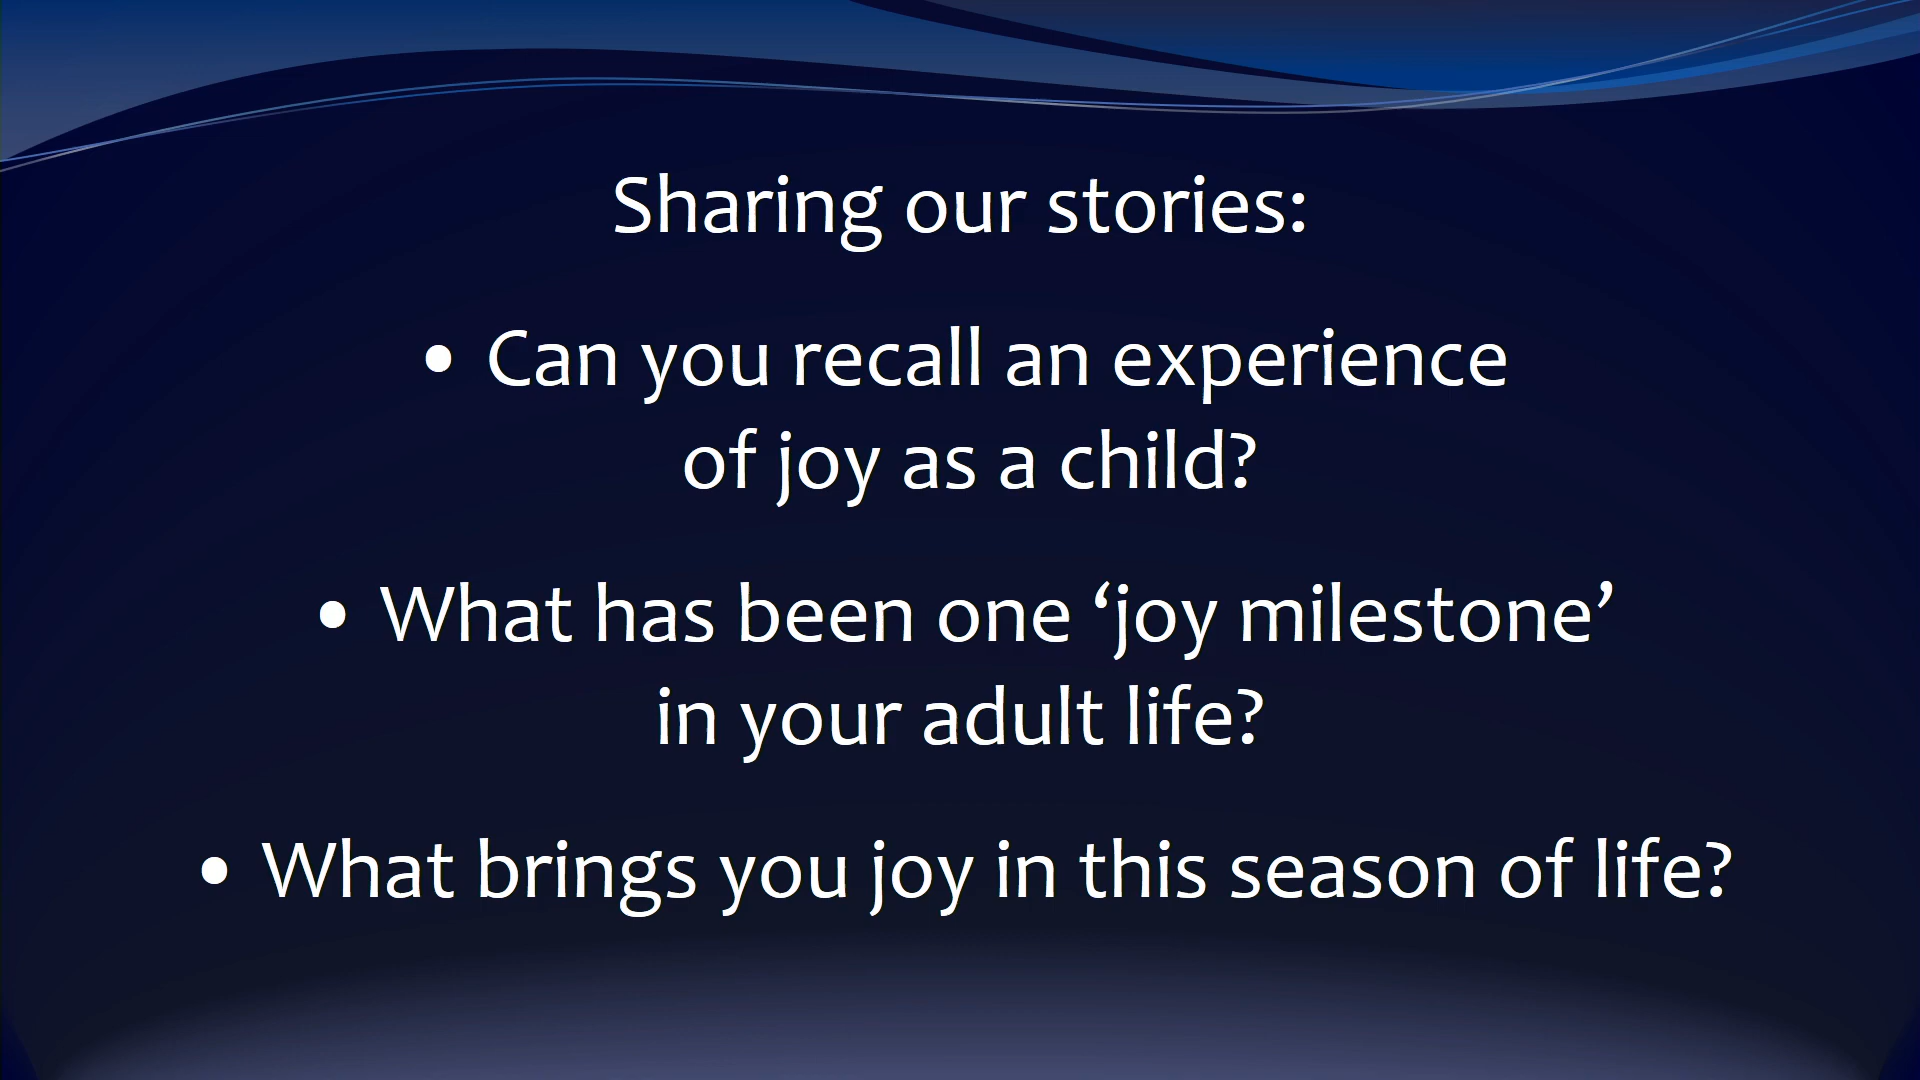 Sharing our stories:
• Can you recall an experience
of joy as a child?
• What has been one ‘joy milestone’
in your adult life?
• What brings you joy in this season of life?